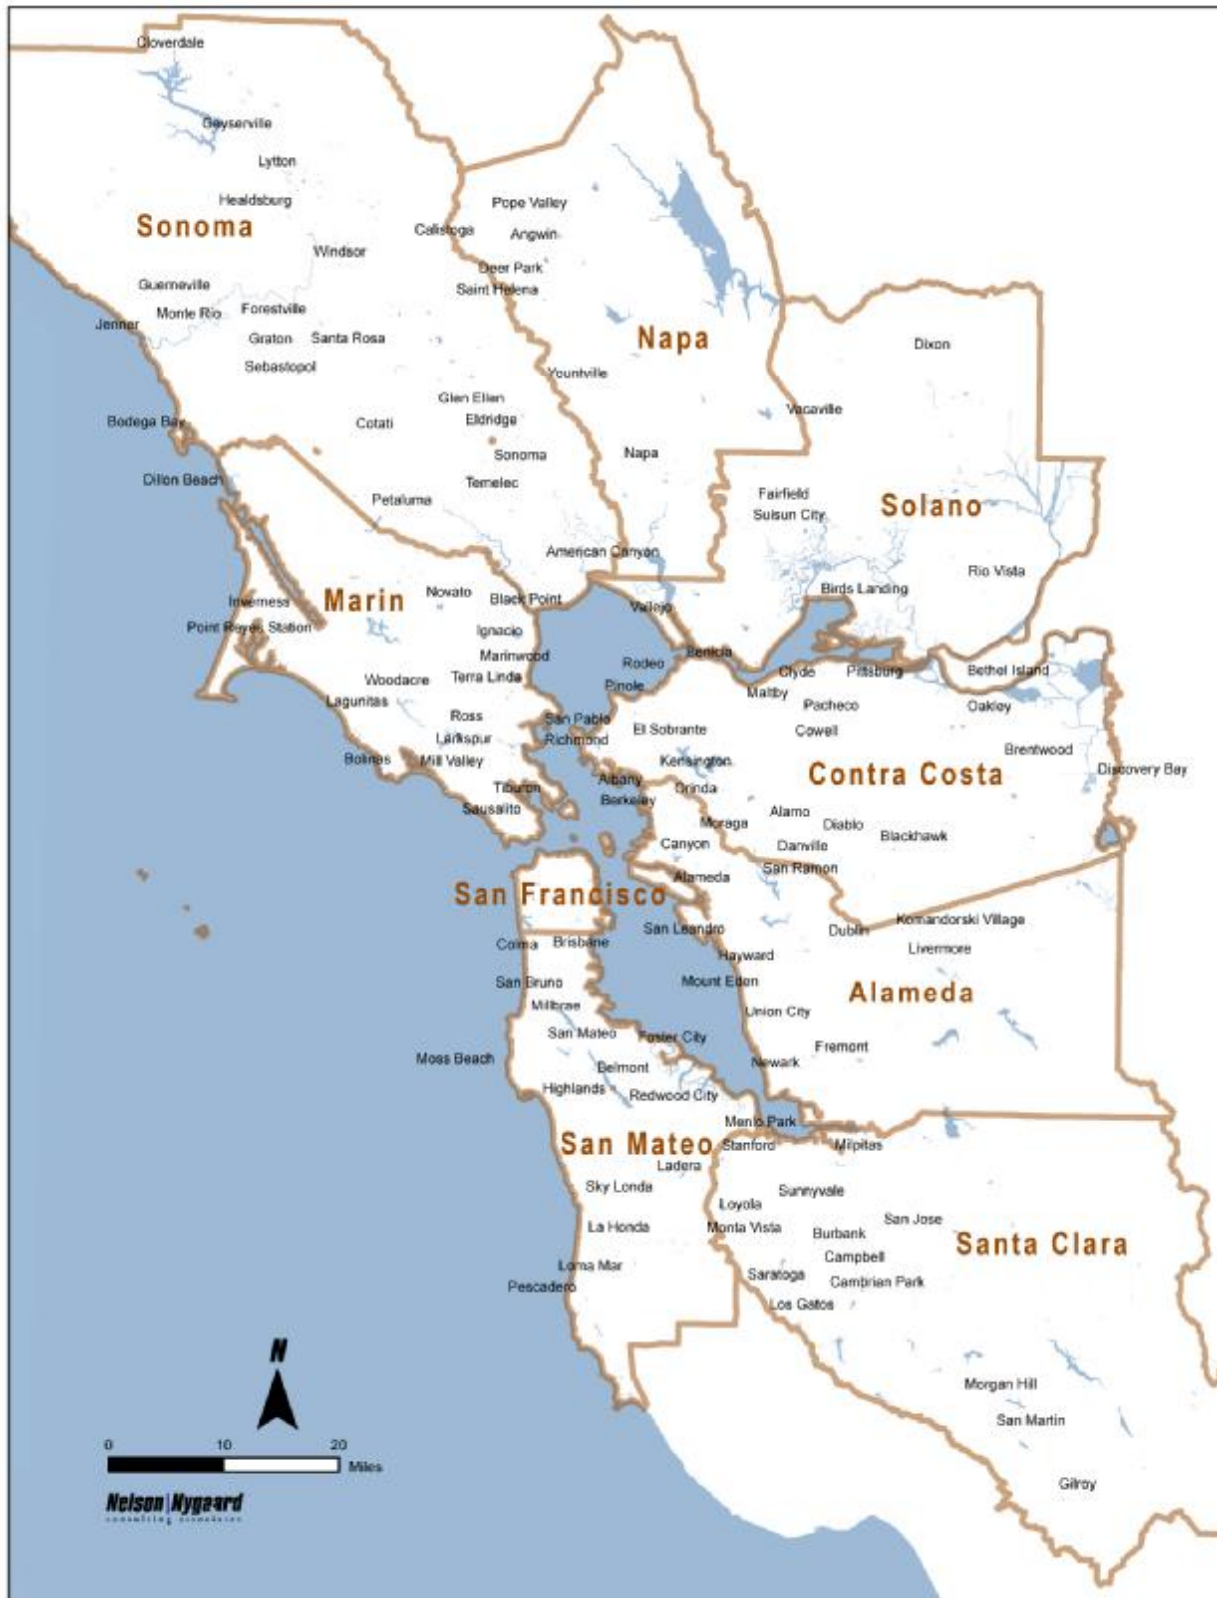 Cloverdale
Geyserville
Lytton
Healdsburg
Sonoma
Pope Valley
Calistoga
Angwin
Windsor
Deer Park
Guerneville
Saint Helena
Monte Rio
Forestville
Jenner
Graton
Santa Rosa
Napa
Dixon
Sebastopol
Yountville
Glen Ellen
Vacaville
Bodega Bay
Cotati
Eldridge
Sonoma
Napa
Dillon Beach
Temelec
Petaluma
Fairfield
Suisun City
Solano
American Canyon
Rio Vista
Birds Landing
Inverness
Marin
Novato
Black Point
Vallejo
Point Reyes Station
Ignacio
Marinwood
Benicia
Rodeo
Woodacre
Terra Linda
Pinole
Clyde
Pittsburg
Bethel Island
Maltby
Lagunitas
Pacheco
Oakley
Ross
San Pablo
El Sobrante
Cowell
Larkspur
Richmond
Brentwood
Bolinas
Mill Valley
Kensington
Contra Costa
Discovery Bay
Tiburon
Albany
Orinda
Sausalito
Berkeley
Alamo
Moraga
Diablo
Blackhawk
Canyon
Danville
San Ramon
Alameda
San Francisco
San Leandro
Dublin
Komandorski Village
Colma
Brisbane
Livermore
Hayward
San Bruno
Mount Eden
Alameda
Millbrae
Union City
San Mateo
Foster City
Fremont
Moss Beach
Belmont
Newark
Highlands
Redwood City
Menlo Park
San Mateo
Stanford
Milpitas
Ladera
Sky Londa
Sunnyvale
Loyola
San Jose
La Honda
Monta Vista
Burbank
Santa Clara
Campbell
Loma Mar
Saratoga
Cambrian Park
Pescadero
Los Gatos
N
Morgan Hill
San Martin
0 10 20
Miles
Gilroy
Nelson|Nygaard
consulting associates